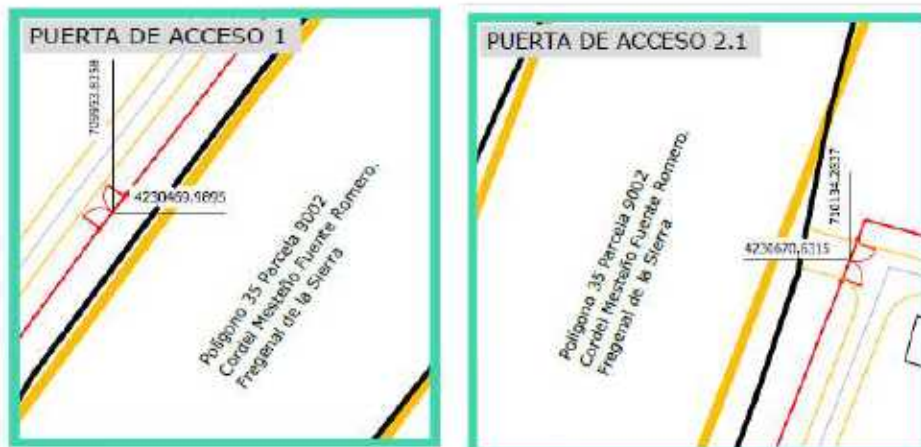 PUERTA DE ACCESO 1
4230469.9895
Polígono 35 Parcela 9002
Cordel Mesteño Fuente Romero.
Fregenal de la Sierra
PUERTA DE ACCESO 2.1
710134.2837
4230670.6315
Polígono 35 Parcela 9002
Cordel Mesteño Fuente Romero.
Fregenal de la Sierra